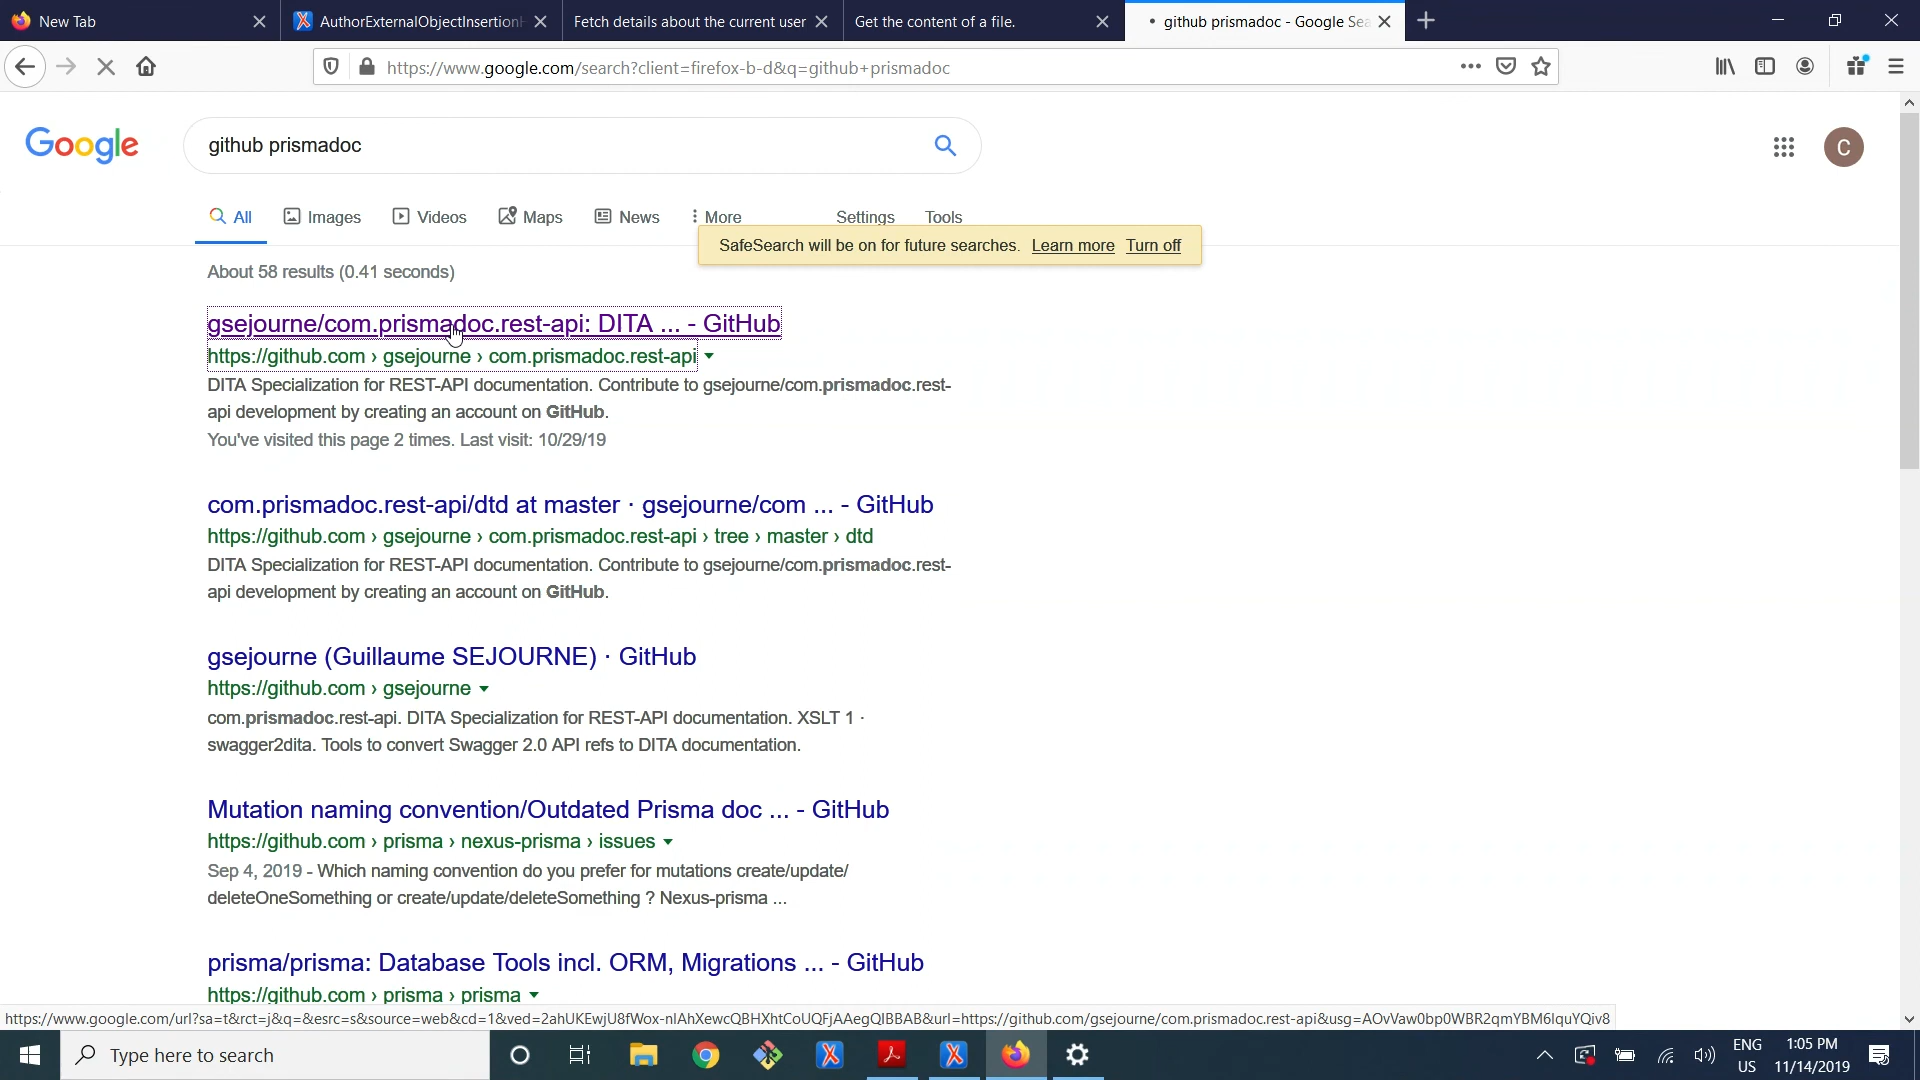 New Tab
AuthorExternalObjectInsertionH
Fetch details about the current user
Get the content of a file.
github prismadoc - Google Sea
https://www.google.com/search?client=firefox-b-d&q=github+prismadoc
Google
github prismadoc
C
All
Images
Videos
Maps
News
More
Settings
Tools
SafeSearch will be on for future searches. Learn more Turn off
About 58 results (0.41 seconds)
gsejourne/com.prismadoc.rest-api: DITA ... - GitHub
https://github.com › gsejourne › com.prismadoc.rest-api
DITA Specialization for REST-API documentation. Contribute to gsejourne/com.prismadoc.rest-
api development by creating an account on GitHub.
You've visited this page 2 times. Last visit: 10/29/19
com.prismadoc.rest-api/dtd at master · gsejourne/com ... - GitHub
https://github.com › gsejourne › com.prismadoc.rest-api › tree › master › dtd
DITA Specialization for REST-API documentation. Contribute to gsejourne/com.prismadoc.rest-
api development by creating an account on GitHub.
gsejourne (Guillaume SEJOURNE) · GitHub
https://github.com › gsejourne
com.prismadoc.rest-api. DITA Specialization for REST-API documentation. XSLT 1 ·
swagger2dita. Tools to convert Swagger 2.0 API refs to DITA documentation.
Mutation naming convention/Outdated Prisma doc ... - GitHub
https://github.com › prisma › nexus-prisma › issues
Sep 4, 2019 - Which naming convention do you prefer for mutations create/update/
deleteOneSomething or create/update/deleteSomething ? Nexus-prisma ...
prisma/prisma: Database Tools incl. ORM, Migrations ... - GitHub
https://github.com › prisma › prisma
https://www.google.com/url?sa=t&rct=j&q=&esrc=s&source=web&cd=1&ved=2ahUKEwjU8fWox-nlAhXewcQBHXhtCoUQFjAAegQIBBAB&url=https://github.com/gsejourne/com.prismadoc.rest-api&usg=AOvVaw0bp0WBR2qmYBM6lquYQiv8
Type here to search
ENG
US
1:05 PM
11/14/2019